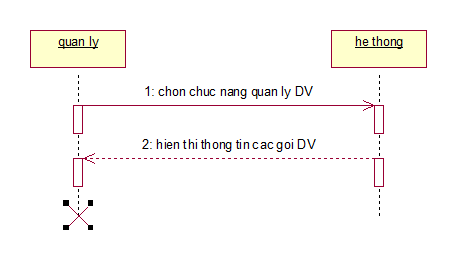 quan ly
he thong
1: chon chuc nang quan ly DV
2: hien thi thong tin cac goi DV